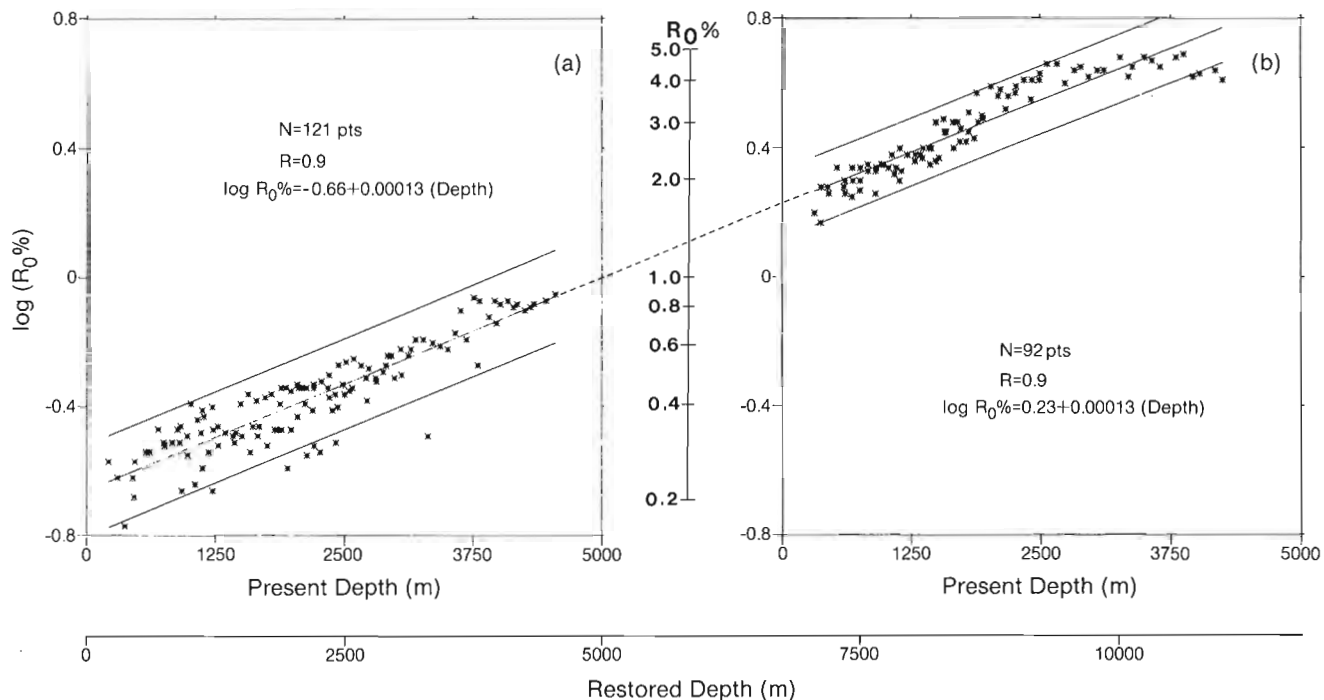 (a)
N=121 pts
R=0.9
log R0%=-0.66+0.00013 (Depth)
log (R0%)
0.8
0.4
0
-0.4
-0.8
0 1250 2500 3750 5000
Present Depth (m)
R0%
5.0
4.0
3.0
2.0
1.0
0.8
0.6
0.4
0.2
(b)
N=92 pts
R=0.9
log R0%=0.23+0.00013 (Depth)
0.8
0.4
0
-0.4
-0.8
0 1250 2500 3750 5000
Present Depth (m)
0 2500 5000 7500 10000
Restored Depth (m)